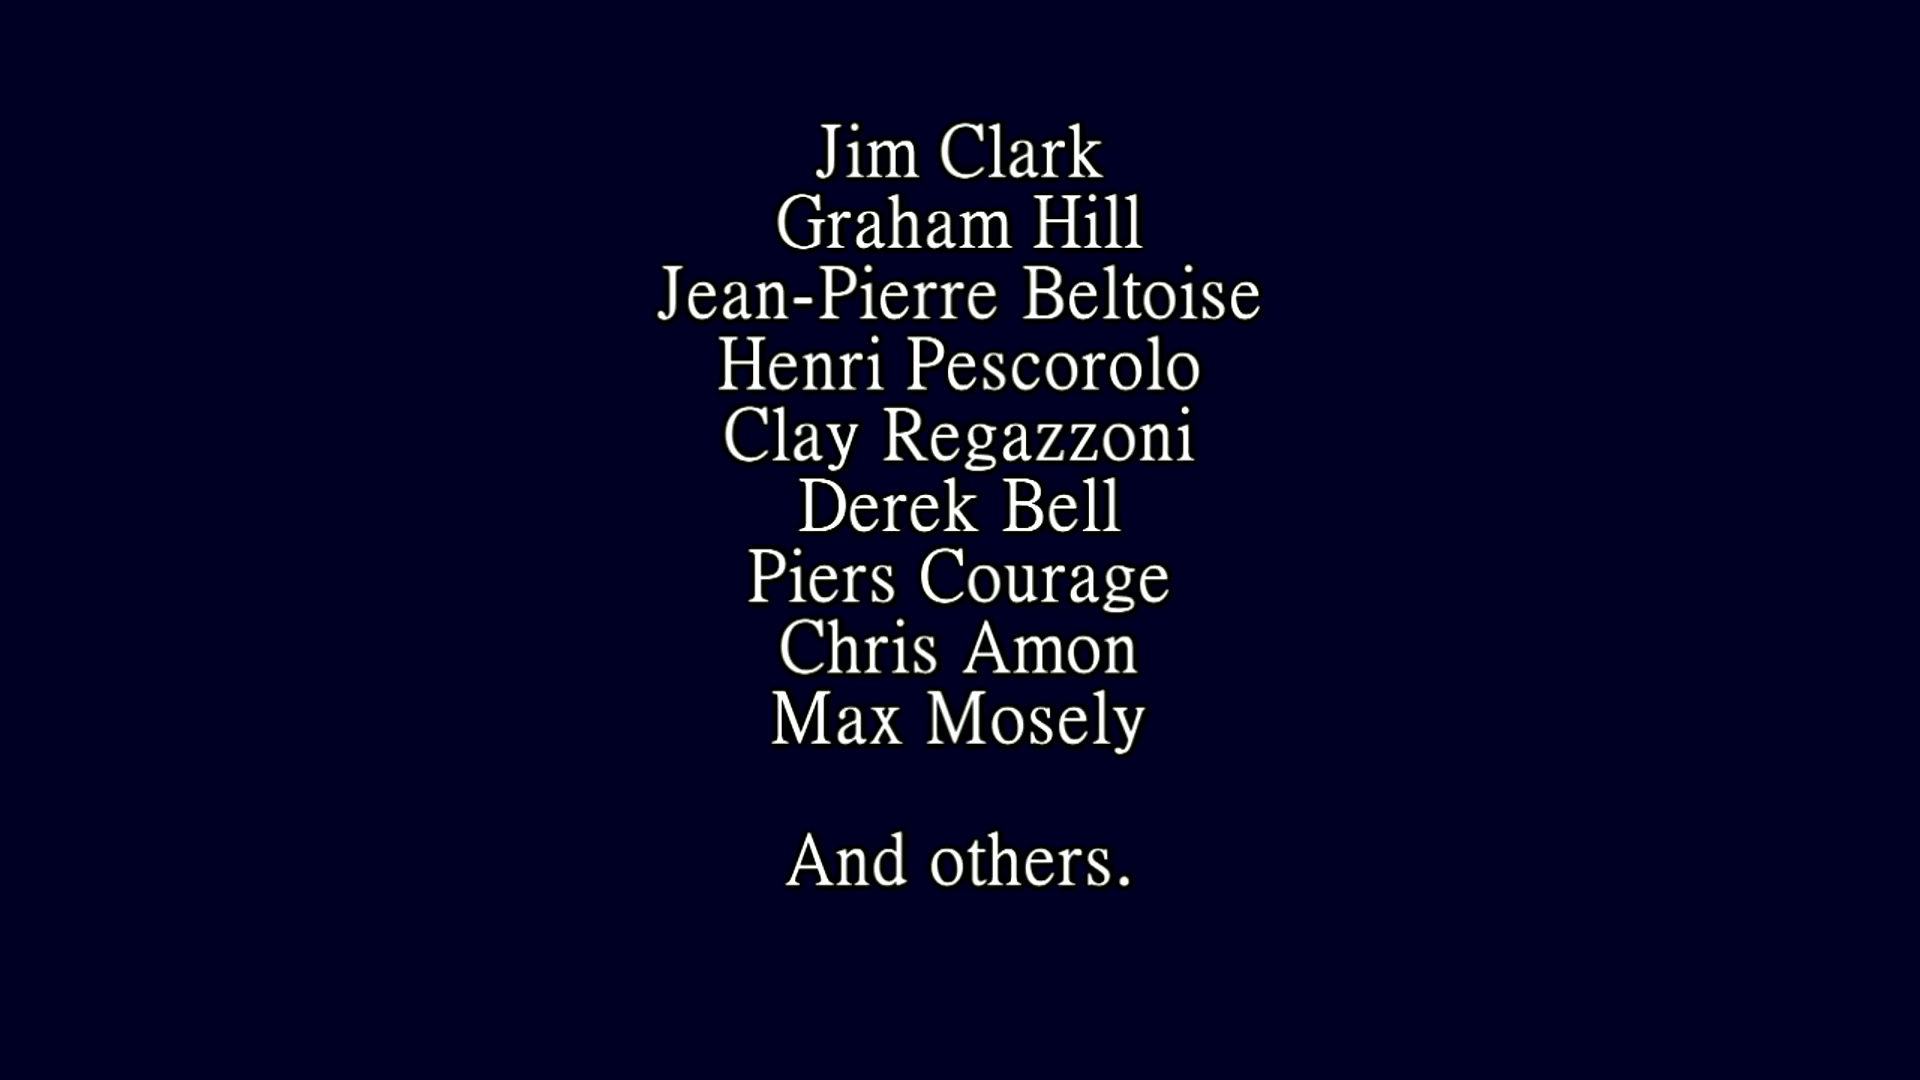 Jim Clark
Graham Hill
Jean-Pierre Beltoise
Henri Pescorolo
Clay Regazzoni
Derek Bell
Piers Courage
Chris Amon
Max Mosely
And others.